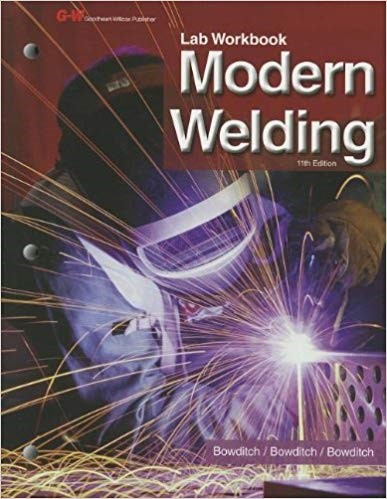 G-W Goodheart-Willcox Publisher
Lab Workbook
Modern
Welding
11th Edition
Bowditch / Bowditch / Bowditch